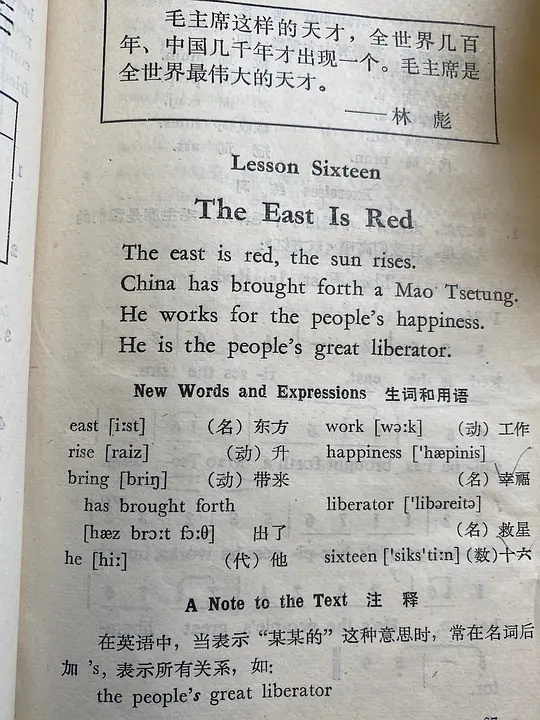 毛主席这样的天才，全世界几百
年、中国几千年才出现一个。毛主席是
全世界最伟大的天才。
——林 彪
Lesson Sixteen
The East Is Red
The east is red, the sun rises.
China has brought forth a Mao Tsetung.
He works for the people's happiness.
He is the people's great liberator.
New Words and Expressions 生词和用语
east [i:st] （名）东方 work [wə:k] （动）工作
rise [raiz] （动）升 happiness ['hæpinis]
bring [briŋ] （动）带来 （名）幸福
has brought forth liberator ['libəreitə]
[hæz brɔ:t fɔ:θ] 出了 （名）救星
he [hi:] （代）他 sixteen ['siks'ti:n] （数）十六
A Note to the Text 注 释
在英语中，当表示“某某的”这种意思时，常在名词后
加 's，表示所有关系，如：
the people's great liberator